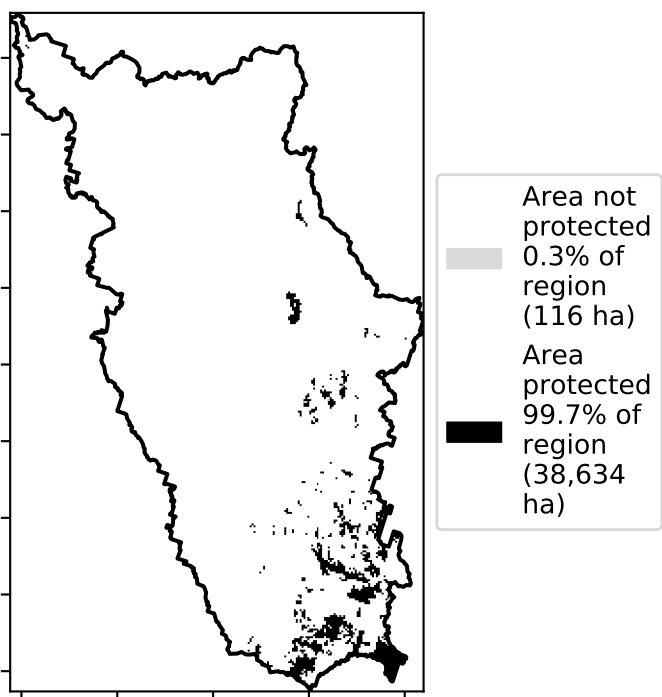 Area not
protected
0.3% of
region
(116 ha)
Area
protected
99.7% of
region
(38,634
ha)